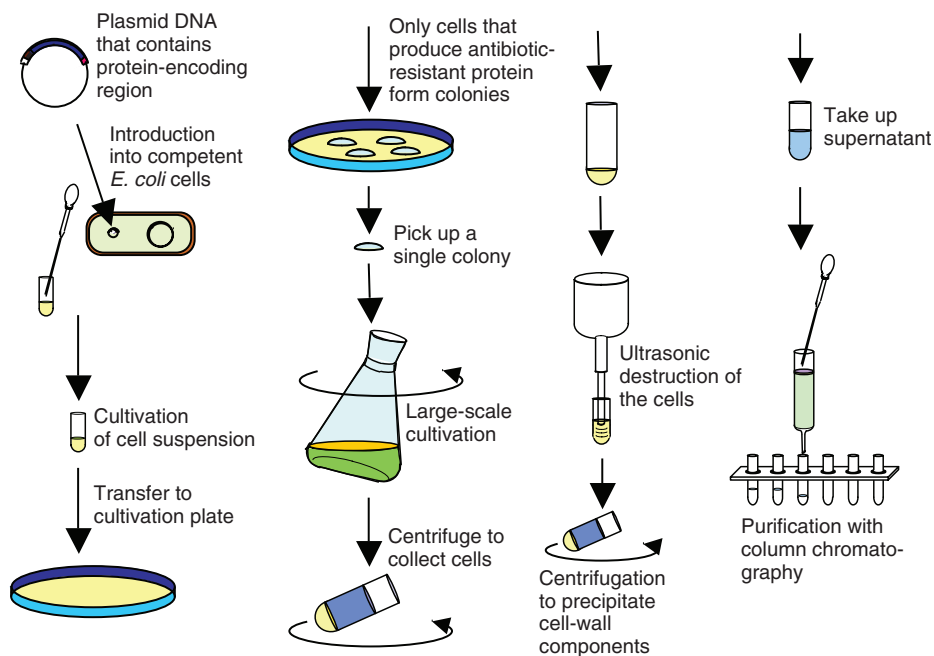 Plasmid DNA
that contains
protein-encoding
region
Introduction
into competent
E. coli cells
Cultivation
of cell suspension
Transfer to
cultivation plate
Only cells that
produce antibiotic-
resistant protein
form colonies
Pick up a
single colony
Large-scale
cultivation
Centrifuge to
collect cells
Ultrasonic
destruction of
the cells
Centrifugation
to precipitate
cell-wall
components
Take up
supernatant
Purification with
column chromato-
graphy